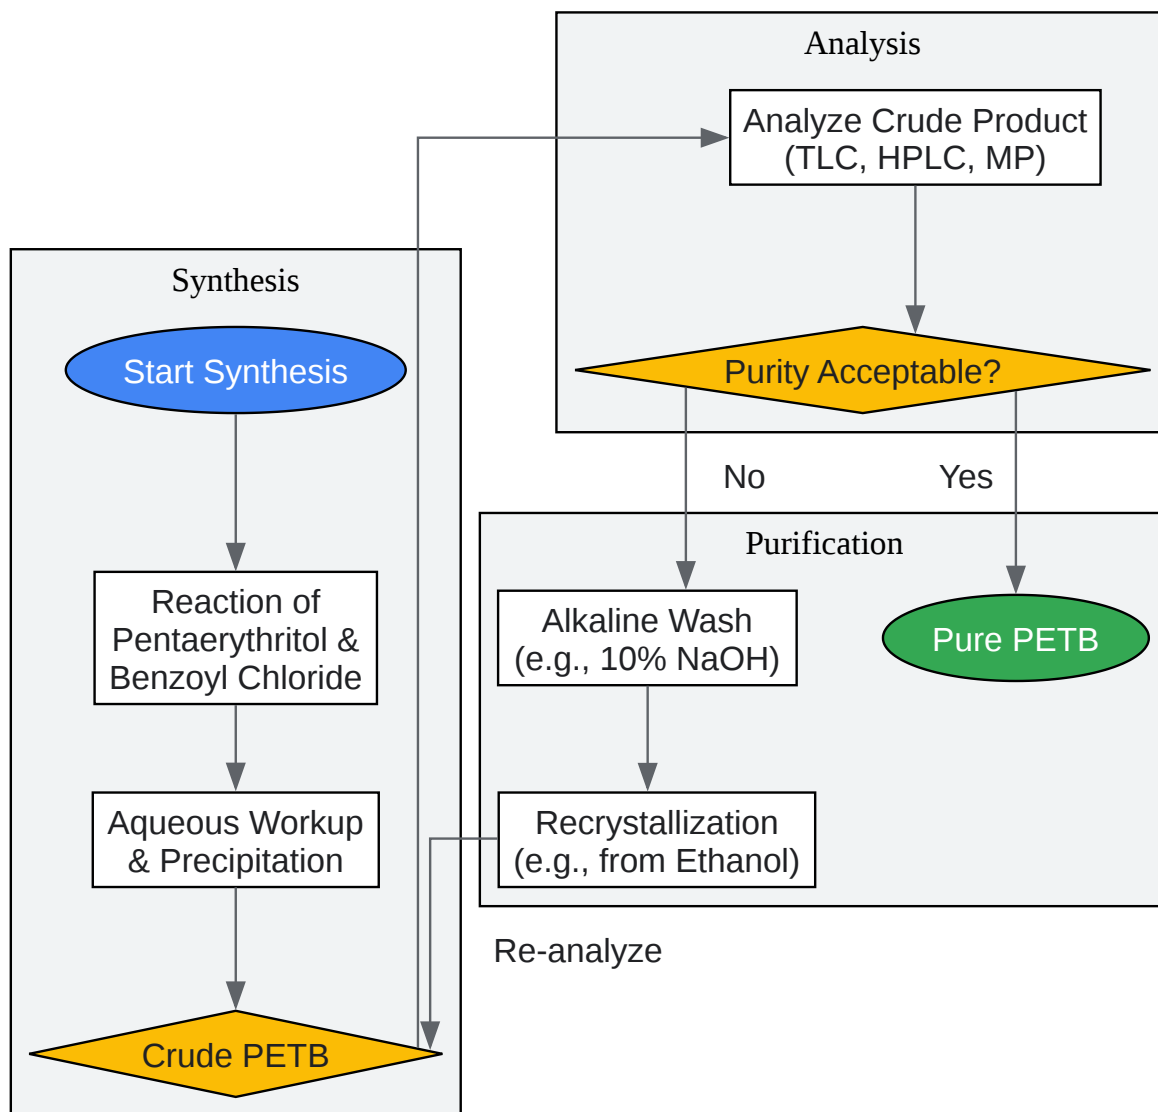 Analysis
Analyze Crude Product
(TLC, HPLC, MP)
Purity Acceptable?
No
Yes
Synthesis
Start Synthesis
Reaction of
Pentaerythritol &
Benzoyl Chloride
Aqueous Workup
& Precipitation
Crude PETB
Purification
Alkaline Wash
(e.g., 10% NaOH)
Pure PETB
Recrystallization
(e.g., from Ethanol)
Re-analyze